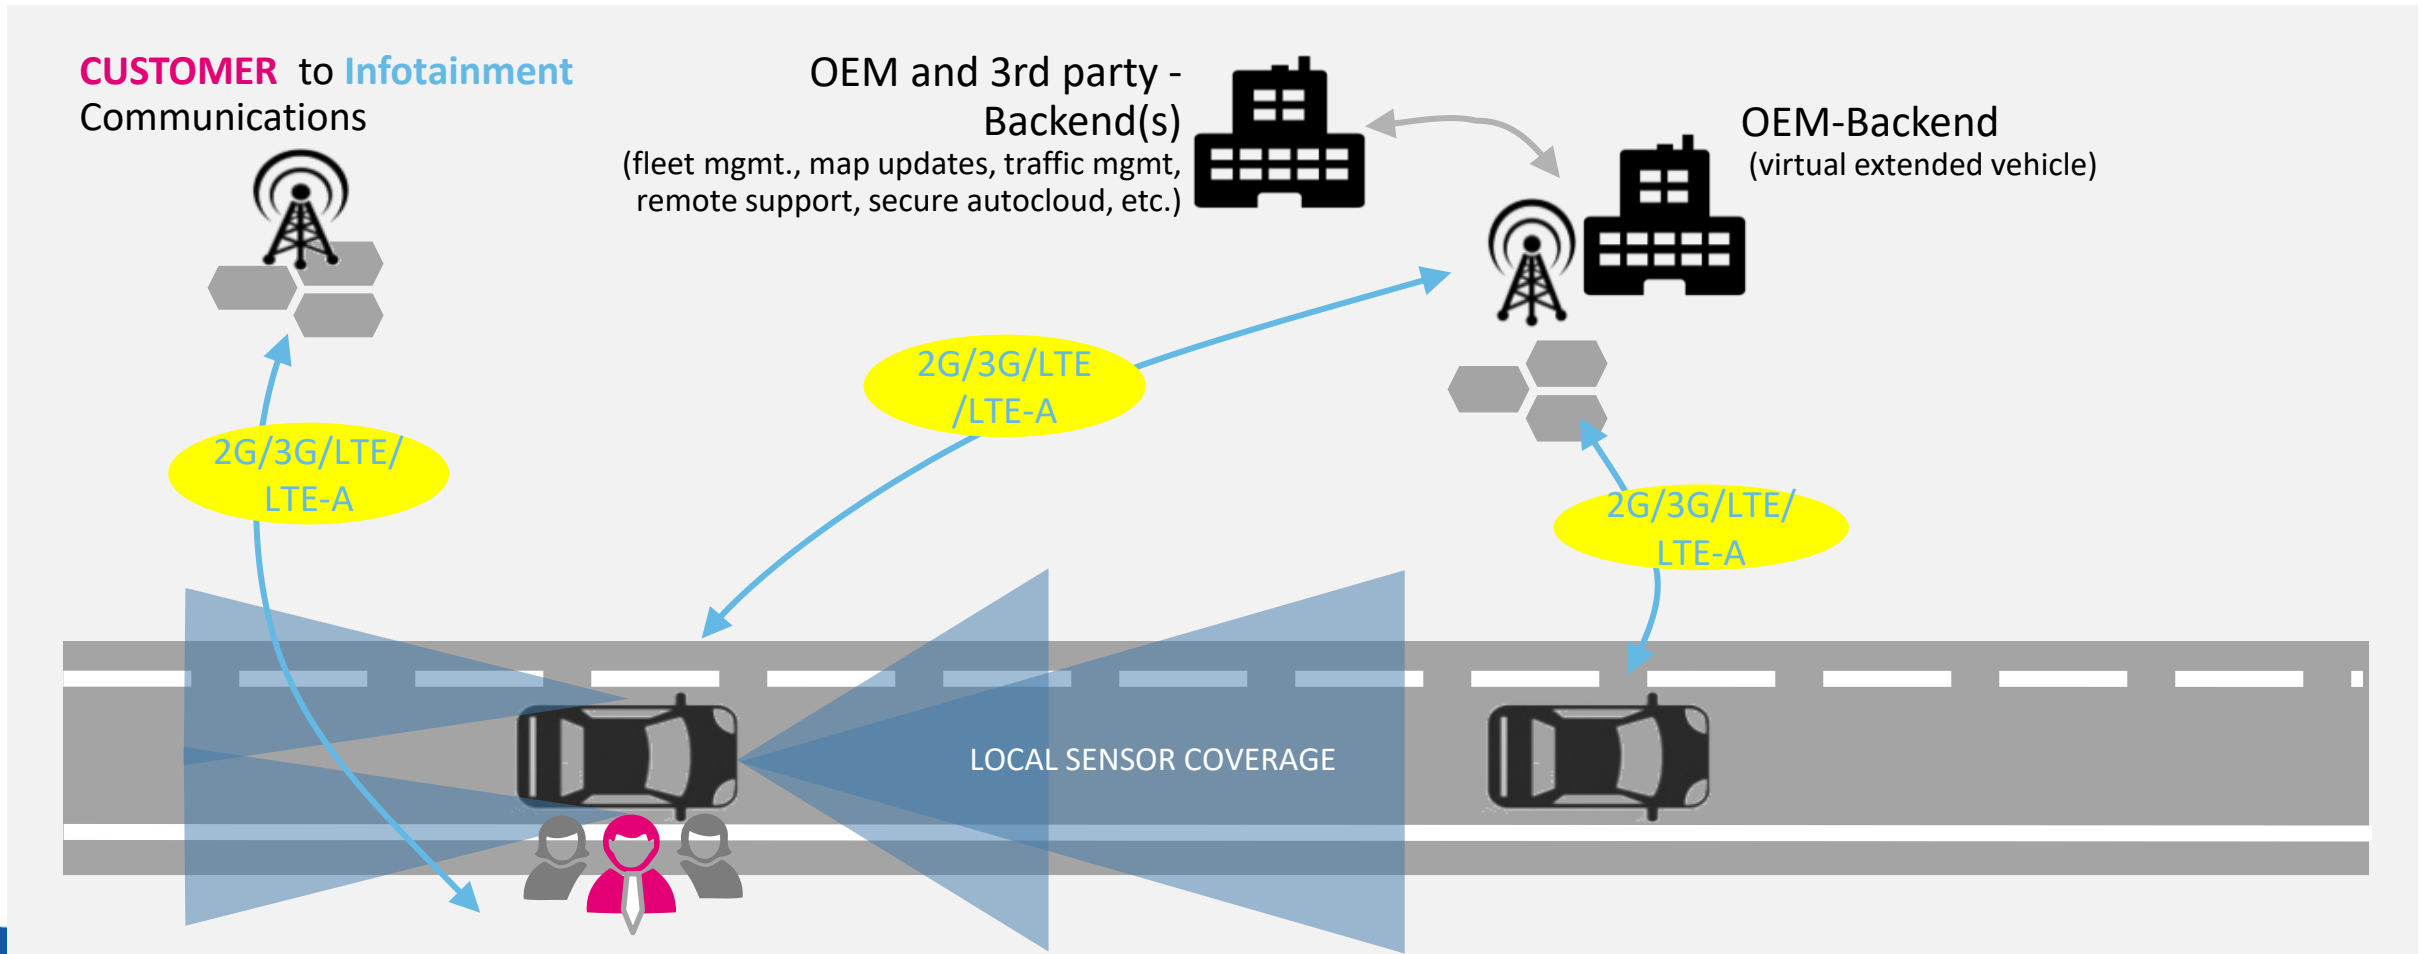 CUSTOMER to Infotainment
Communications
OEM and 3rd party -
Backend(s)
(fleet mgmt., map updates, traffic mgmt,
remote support, secure autocloud, etc.)
OEM-Backend
(virtual extended vehicle)
2G/3G/LTE
/LTE-A
2G/3G/LTE/
LTE-A
2G/3G/LTE/
LTE-A
LOCAL SENSOR COVERAGE